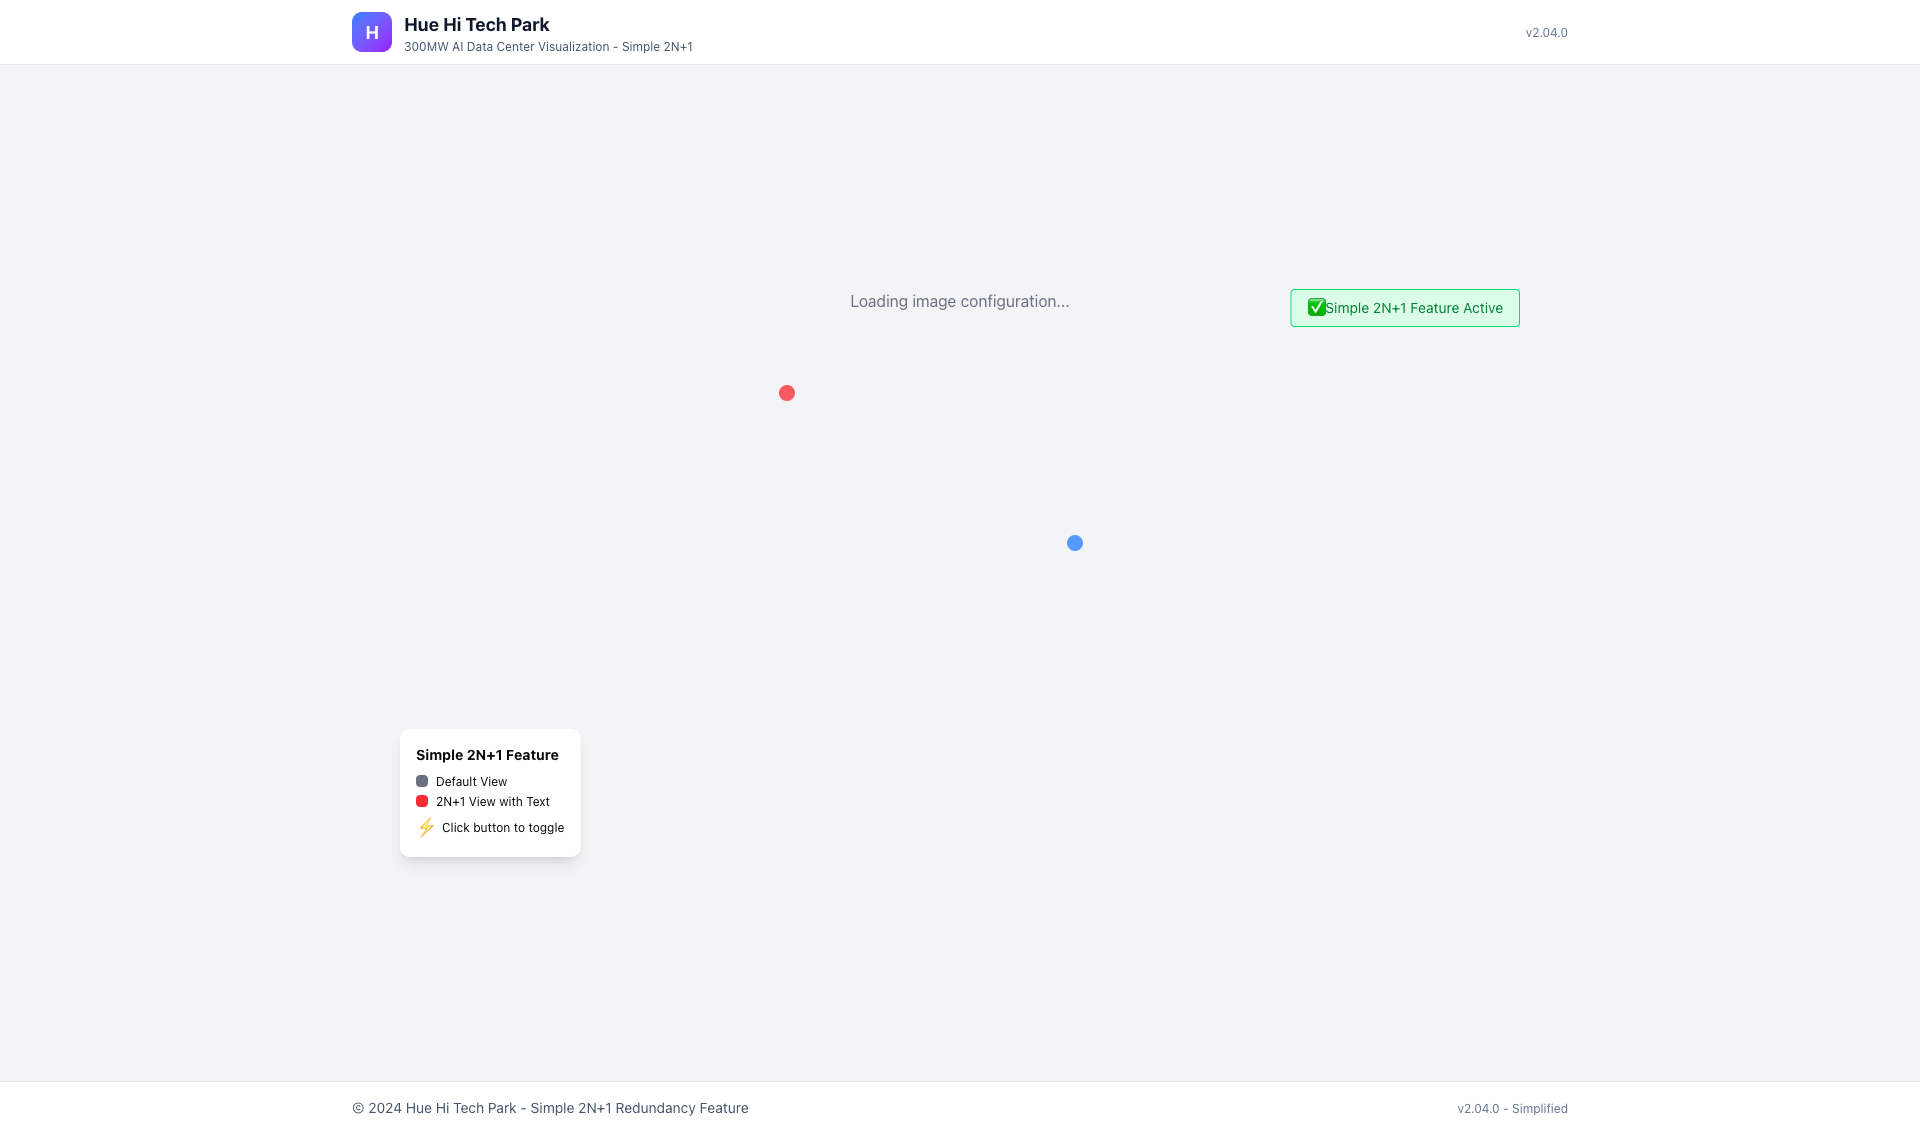 H
Hue Hi Tech Park
300MW AI Data Center Visualization - Simple 2N+1
v2.04.0
Loading image configuration...
✅Simple 2N+1 Feature Active
Simple 2N+1 Feature
Default View
2N+1 View with Text
⚡ Click button to toggle
© 2024 Hue Hi Tech Park - Simple 2N+1 Redundancy Feature
v2.04.0 - Simplified